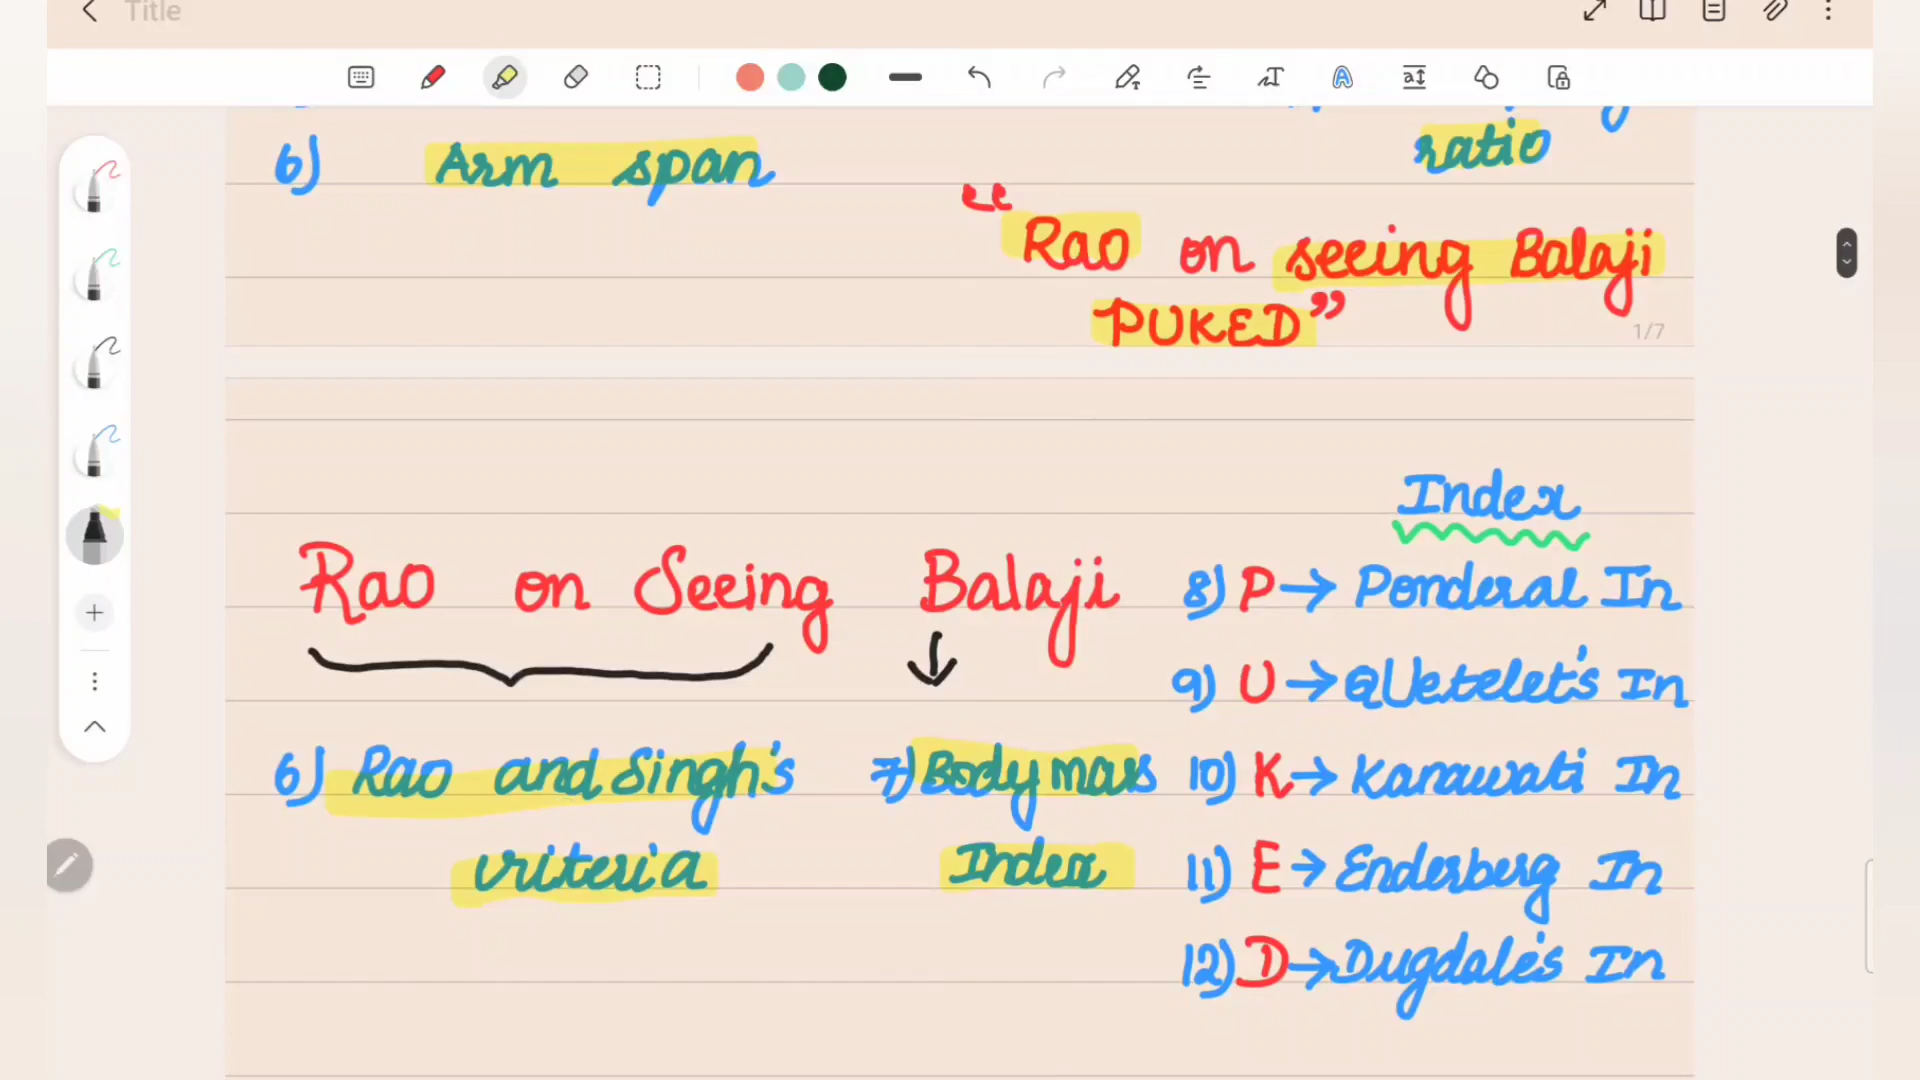 Title
6) Arm span
ratio
“Rao on seeing Balaji
PUKED”
1/7
Index
Rao on Seeing Balaji
8) P→ Ponderal In
9) U→QUetelet's In
6) Rao and Singh's
criteria
7) Body mass
Index
10) K→ Kanawati In
11) E→ Enderberg In
12) D→Dugdale's In